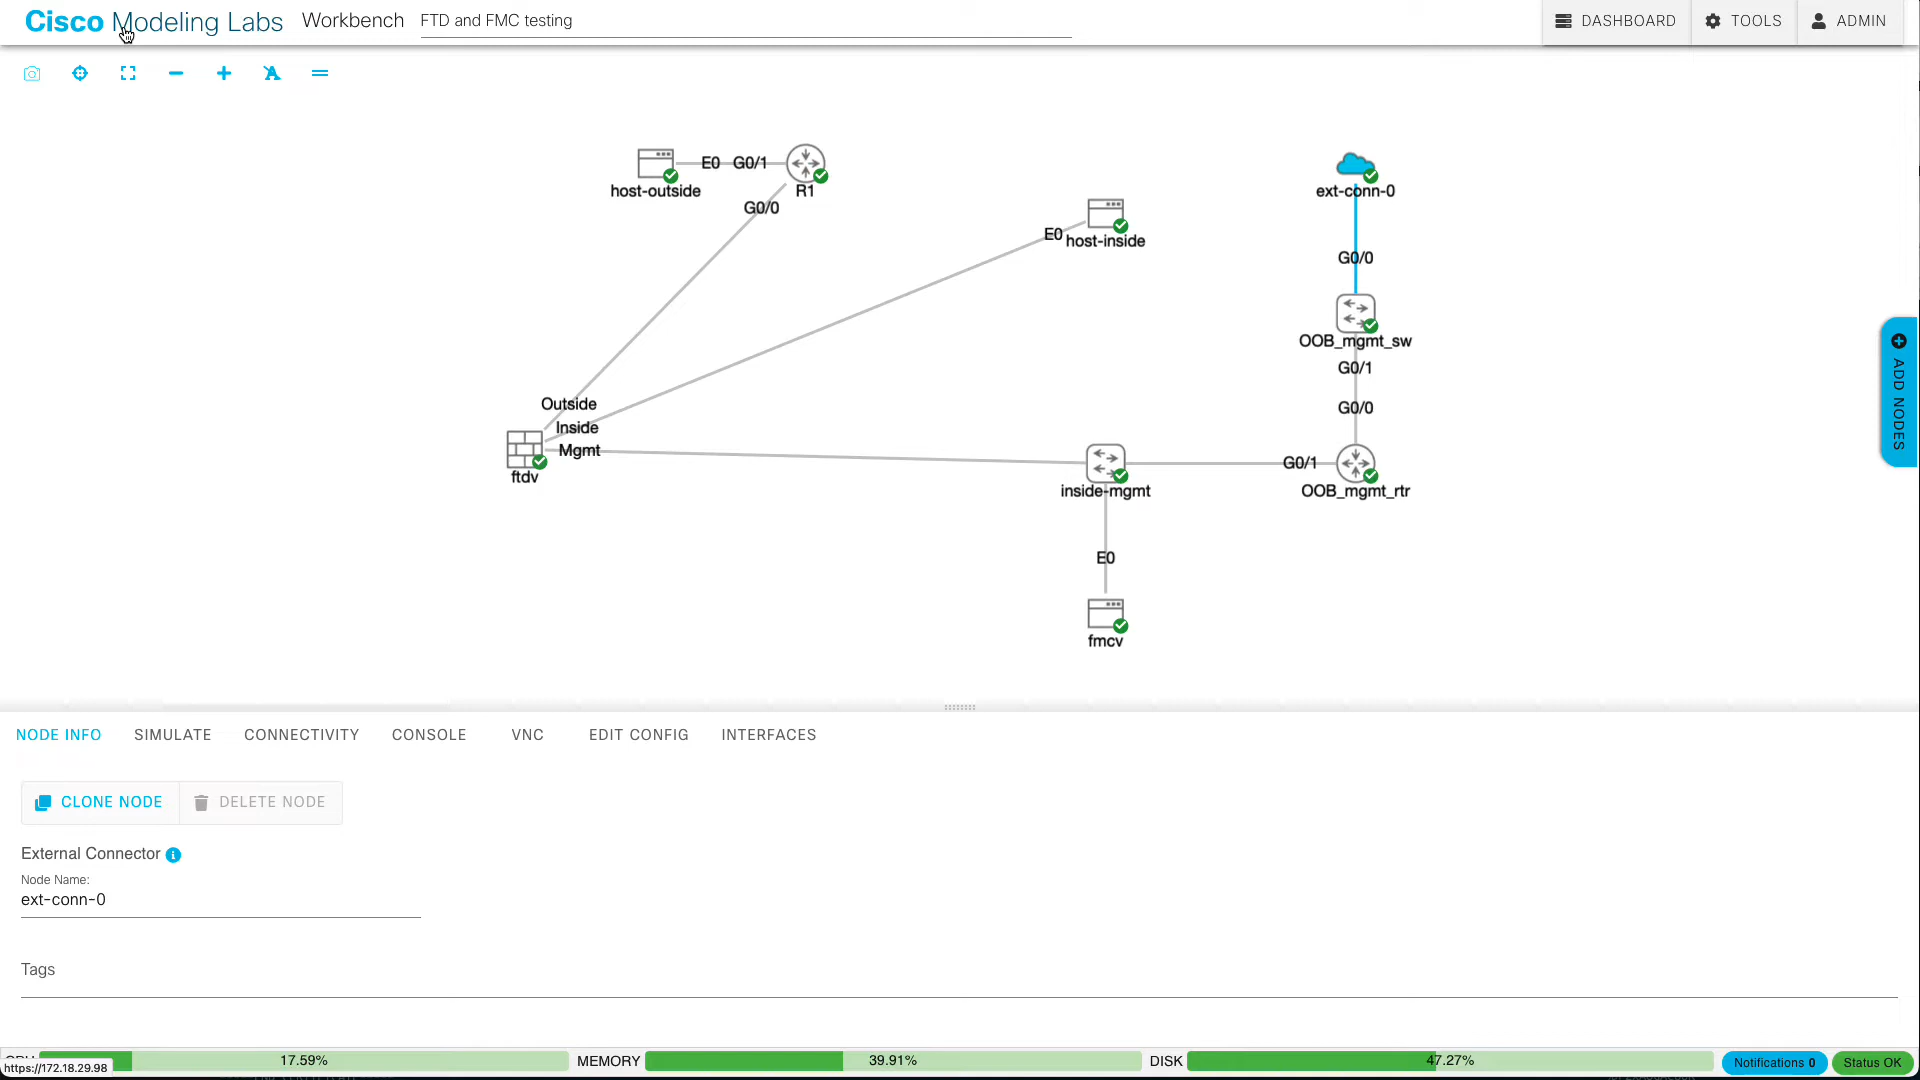 Cisco Modeling Labs Workbench FTD and FMC testing
DASHBOARD TOOLS ADMIN
E0 G0/1
host-outside R1
G0/0
E0 host-inside
ext-conn-0
G0/0
OOB_mgmt_sw
G0/1
G0/0
Outside
Inside
Mgmt
ftdv
G0/1
inside-mgmt OOB_mgmt_rtr
E0
fmcv
ADD NODES
NODE INFO SIMULATE CONNECTIVITY CONSOLE VNC EDIT CONFIG INTERFACES
CLONE NODE DELETE NODE
External Connector
Node Name:
ext-conn-0
Tags
17.59% MEMORY 39.91% DISK 47.27% Notifications 0 Status OK
https://172.18.29.98